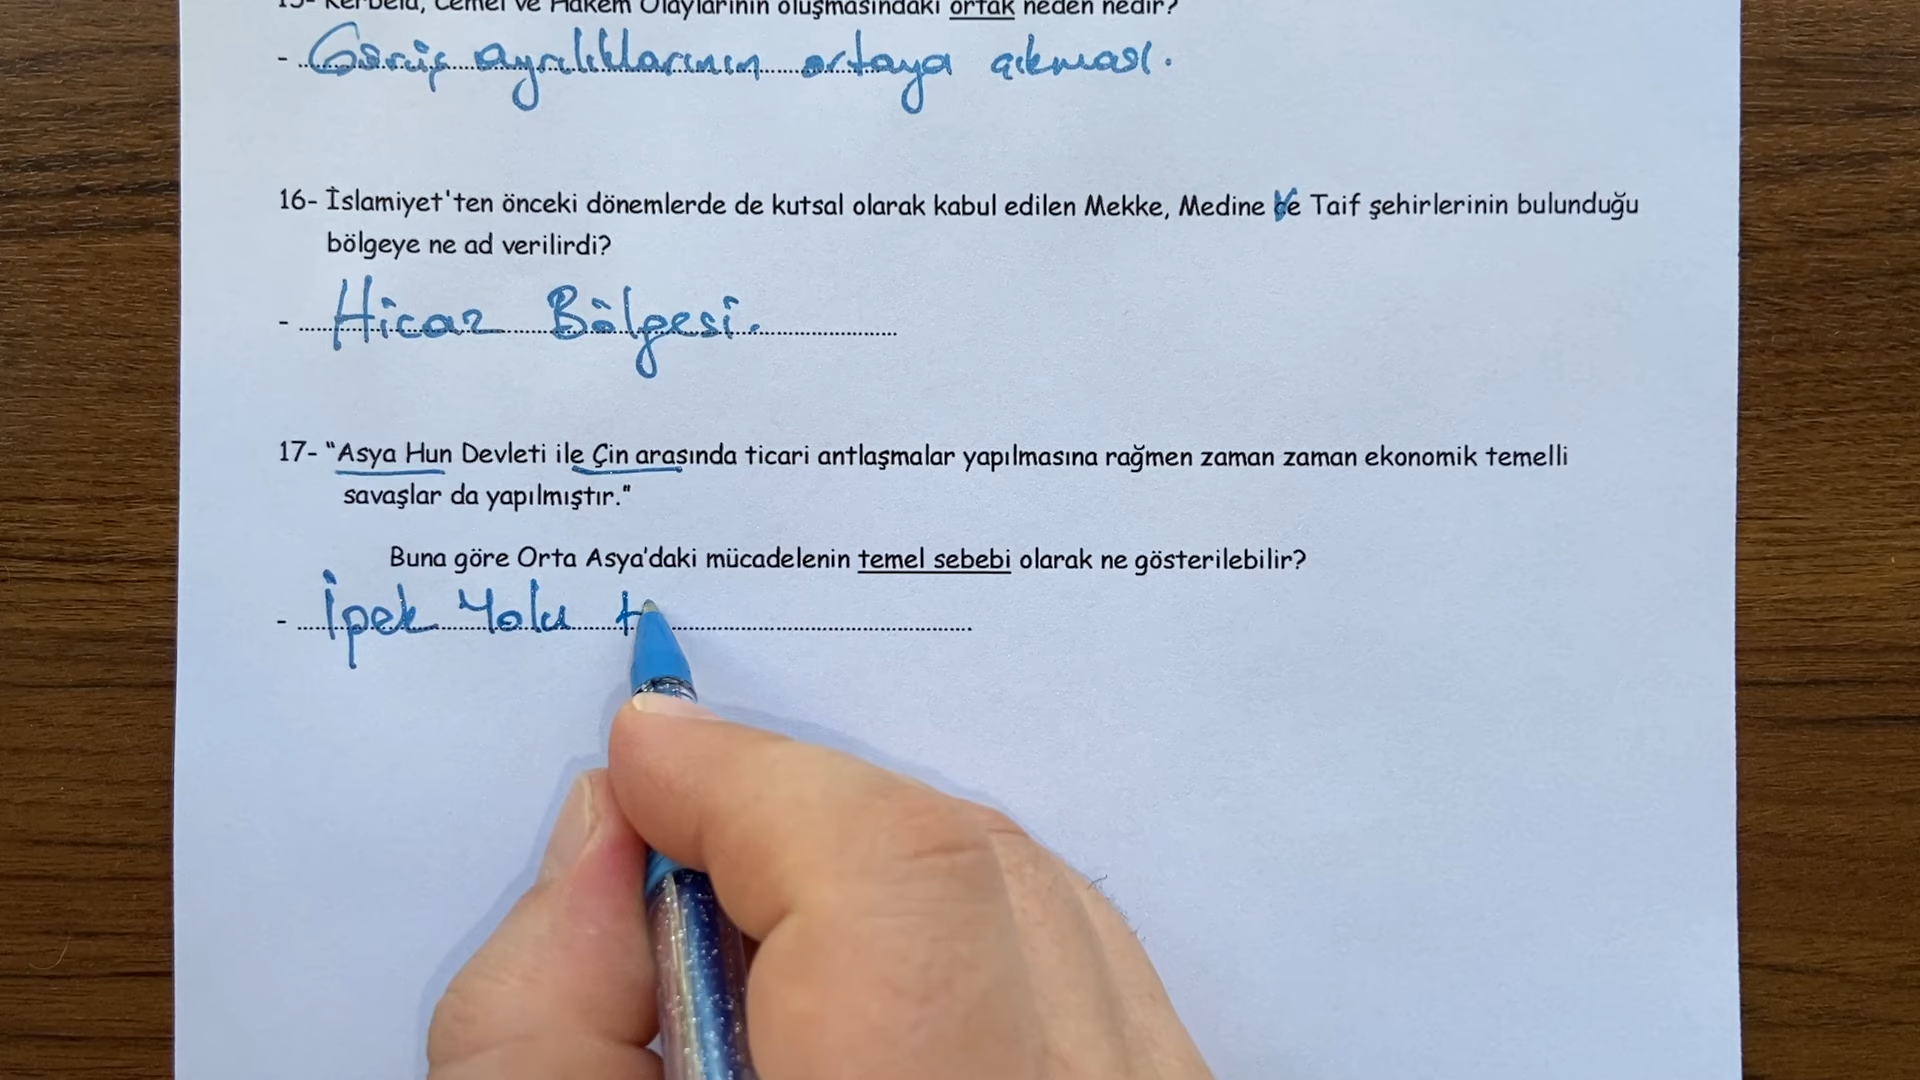 15- Kerbela, Cemel ve Hakem Olaylarının oluşmasındaki ortak neden nedir?
- Görüş ayrılıklarının ortaya çıkması.
16- İslamiyet'ten önceki dönemlerde de kutsal olarak kabul edilen Mekke, Medine ve Taif şehirlerinin bulunduğu
bölgeye ne ad verilirdi?
- Hicaz Bölgesi.
17- "Asya Hun Devleti ile Çin arasında ticari antlaşmalar yapılmasına rağmen zaman zaman ekonomik temelli
savaşlar da yapılmıştır."
Buna göre Orta Asya'daki mücadelenin temel sebebi olarak ne gösterilebilir?
- İpek Yolu